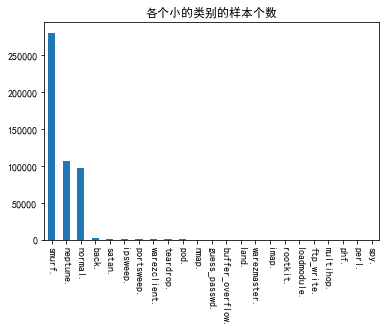 各个小的类别的样本个数
250000
200000
150000
100000
50000
0
smurf.
neptune.
normal.
back.
satan.
ipsweep.
portsweep.
warezclient.
teardrop.
pod.
nmap.
guess_passwd.
buffer_overflow.
land.
warezmaster.
imap.
rootkit.
loadmodule.
ftp_write.
multihop.
phf.
perl.
spy.